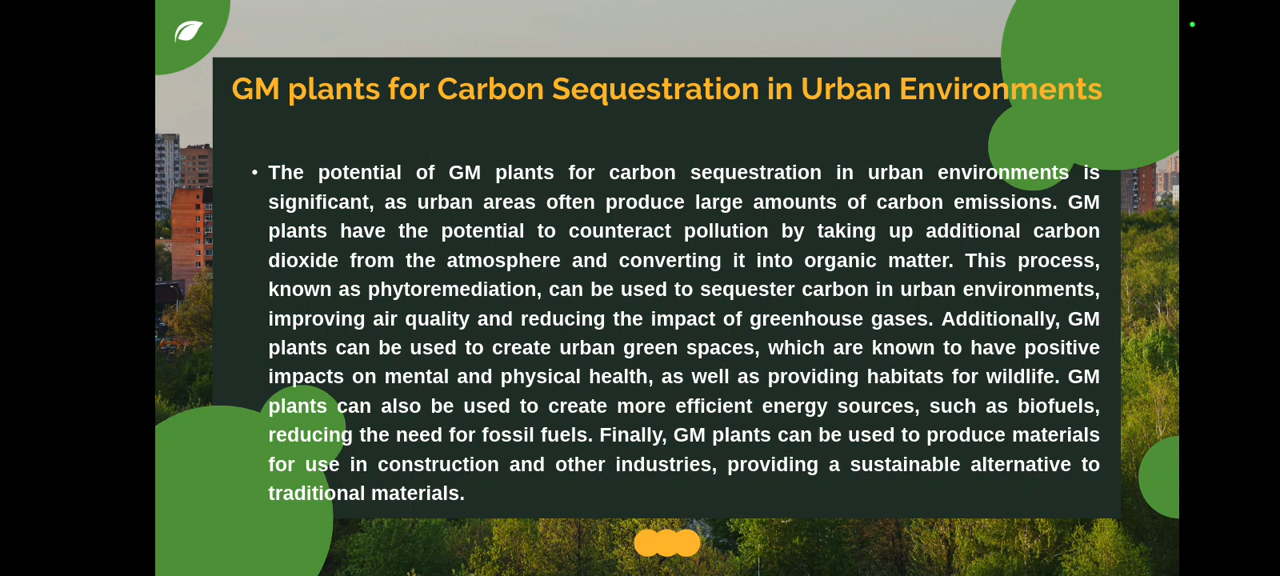 GM plants for Carbon Sequestration in Urban Environments
• The potential of GM plants for carbon sequestration in urban environments is
significant, as urban areas often produce large amounts of carbon emissions. GM
plants have the potential to counteract pollution by taking up additional carbon
dioxide from the atmosphere and converting it into organic matter. This process,
known as phytoremediation, can be used to sequester carbon in urban environments,
improving air quality and reducing the impact of greenhouse gases. Additionally, GM
plants can be used to create urban green spaces, which are known to have positive
impacts on mental and physical health, as well as providing habitats for wildlife. GM
plants can also be used to create more efficient energy sources, such as biofuels,
reducing the need for fossil fuels. Finally, GM plants can be used to produce materials
for use in construction and other industries, providing a sustainable alternative to
traditional materials.